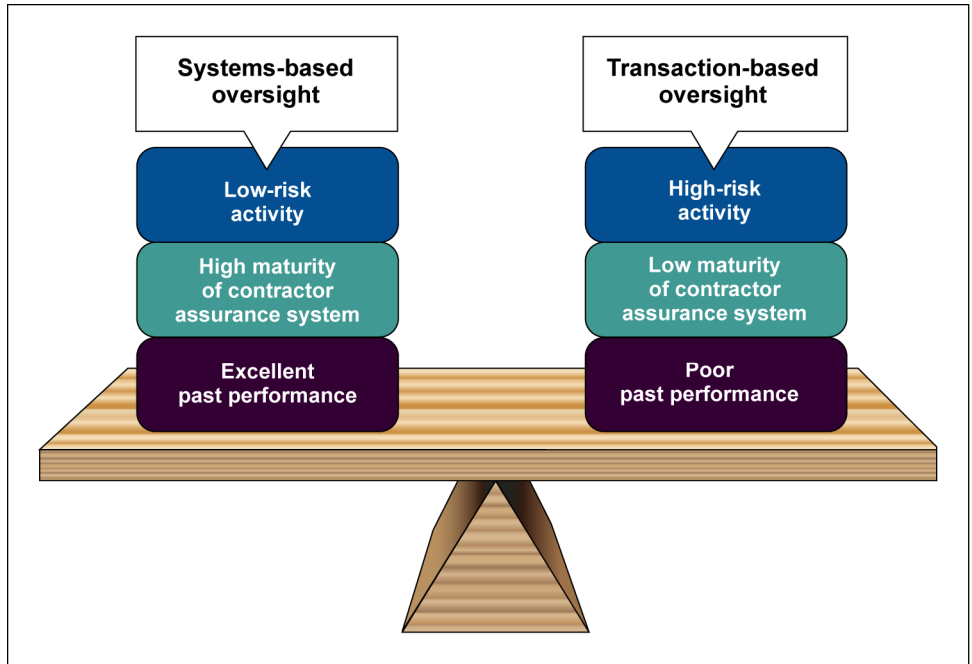 Systems-based
oversight
Low-risk
activity
High maturity
of contractor
assurance system
Excellent
past performance
Transaction-based
oversight
High-risk
activity
Low maturity
of contractor
assurance system
Poor
past performance